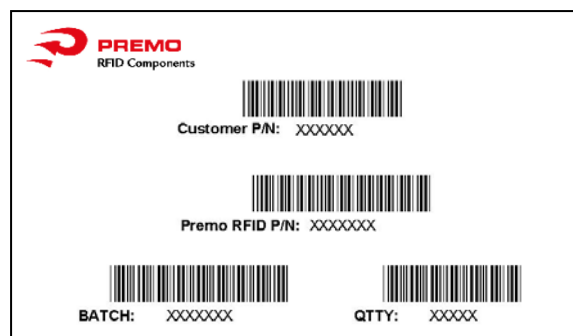 PREMO
RFID Components
Customer P/N: XXXXXX
Premo RFID P/N: XXXXXXX
BATCH: XXXXXXX QTTY: XXXXX